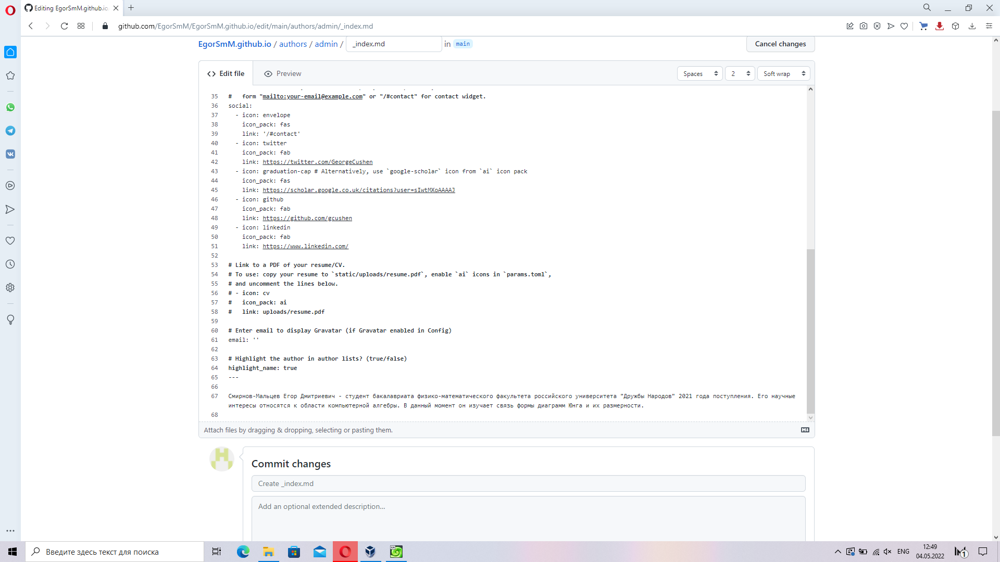 Editing EgorSmM.github.io
github.com/EgorSmM/EgorSmM.github.io/edit/main/authors/admin/_index.md
EgorSmM.github.io / authors / admin / _index.md in main
Cancel changes
Edit file
Preview
Spaces
2
Soft wrap
35 #   form "mailto:your-email@example.com" or "/#contact" for contact widget.
36 social:
37   - icon: envelope
38     icon_pack: fas
39     link: '/#contact'
40   - icon: twitter
41     icon_pack: fab
42     link: https://twitter.com/GeorgeCushen
43   - icon: graduation-cap # Alternatively, use `google-scholar` icon from `ai` icon pack
44     icon_pack: fas
45     link: https://scholar.google.co.uk/citations?user=sIwtMXoAAAAJ
46   - icon: github
47     icon_pack: fab
48     link: https://github.com/gcushen
49   - icon: linkedin
50     icon_pack: fab
51     link: https://www.linkedin.com/
52
53 # Link to a PDF of your resume/CV.
54 # To use: copy your resume to `static/uploads/resume.pdf`, enable `ai` icons in `params.toml`,
55 # and uncomment the lines below.
56 # - icon: cv
57 #   icon_pack: ai
58 #   link: uploads/resume.pdf
59
60 # Enter email to display Gravatar (if Gravatar enabled in Config)
61 email: ''
62
63 # Highlight the author in author lists? (true/false)
64 highlight_name: true
65 ---
66
67 Смирнов-Мальцев Егор Дмитриевич - студент бакалавриата физико-математического факультета российского университета "Дружбы Народов" 2021 года поступления. Его научные
интересы относятся к области компьютерной алгебры. В данный момент он изучает связь формы диаграмм Юнга и их размерности.
68
Attach files by dragging & dropping, selecting or pasting them.
Commit changes
Create _index.md
Add an optional extended description...
Введите здесь текст для поиска
ENG
12:49
04.05.2022
1